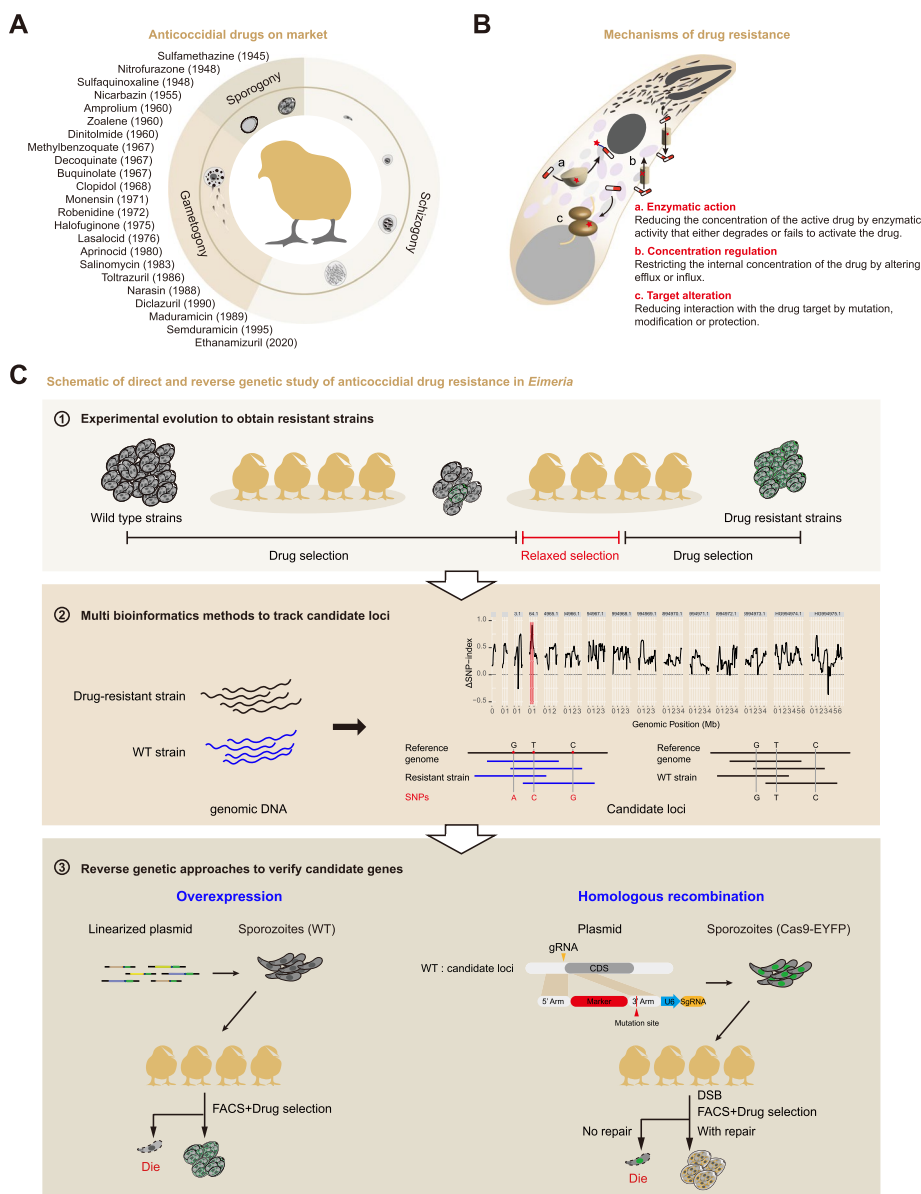 A
Anticoccidial drugs on market
Sulfamethazine (1945)
Nitrofurazone (1948)
Sulfaquinoxaline (1948)
Nicarbazin (1955)
Amprolium (1960)
Zoalene (1960)
Dinitolmide (1960)
Methylbenzoquate (1967)
Decoquinate (1967)
Buquinolate (1967)
Clopidol (1968)
Monensin (1971)
Robenidine (1972)
Halofuginone (1975)
Lasalocid (1976)
Aprinocid (1980)
Salinomycin (1983)
Toltrazuril (1986)
Narasin (1988)
Diclazuril (1990)
Maduramicin (1989)
Semduramicin (1995)
Ethanamizuril (2020)
Sporogony
Schizogony
Gametogony
B
Mechanisms of drug resistance
a
b
c
a. Enzymatic action
Reducing the concentration of the active drug by enzymatic
activity that either degrades or fails to activate the drug.
b. Concentration regulation
Restricting the internal concentration of the drug by altering
efflux or influx.
c. Target alteration
Reducing interaction with the drug target by mutation,
modification or protection.
C
Schematic of direct and reverse genetic study of anticoccidial drug resistance in Eimeria
1 Experimental evolution to obtain resistant strains
Wild type strains
Drug resistant strains
Drug selection
Relaxed selection
Drug selection
2 Multi bioinformatics methods to track candidate loci
Drug-resistant strain
WT strain
genomic DNA
ΔSNP−index
1.0
0.5
0.0
−0.5
Genomic Position (Mb)
Reference
genome
G T C
Resistant strain
SNPs A C G
Reference
genome
G T C
WT strain
G T C
Candidate loci
3 Reverse genetic approaches to verify candidate genes
Overexpression
Linearized plasmid
Sporozoites (WT)
FACS+Drug selection
Die
Homologous recombination
Plasmid
Sporozoites (Cas9-EYFP)
gRNA
WT : candidate loci
CDS
5' Arm
Marker
3' Arm
U6
SgRNA
Mutation site
DSB
FACS+Drug selection
No repair
With repair
Die